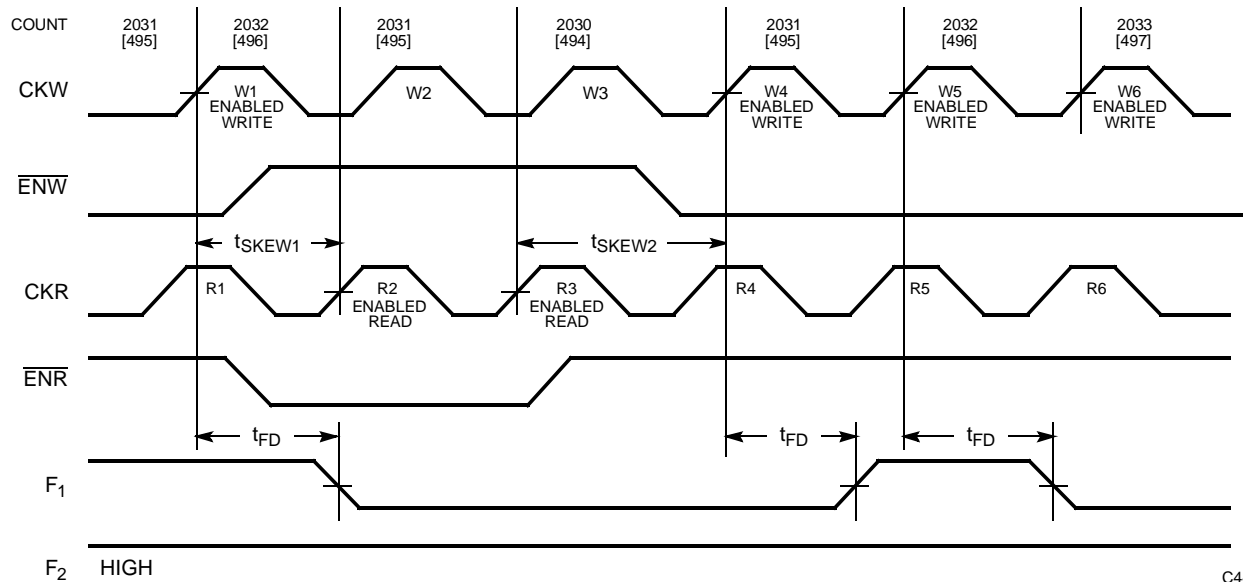 COUNT 2031 2032 2031 2030 2031 2032 2033
[495] [496] [495] [494] [495] [496] [497]
CKW W1 W2 W3 W4 W5 W6
ENABLED ENABLED ENABLED ENABLED
WRITE WRITE WRITE WRITE
ENW
tSKEW1 tSKEW2
CKR R1 R2 R3 R4 R5 R6
ENABLED ENABLED
READ READ
ENR
tFD tFD tFD
F1
F2 HIGH
C4